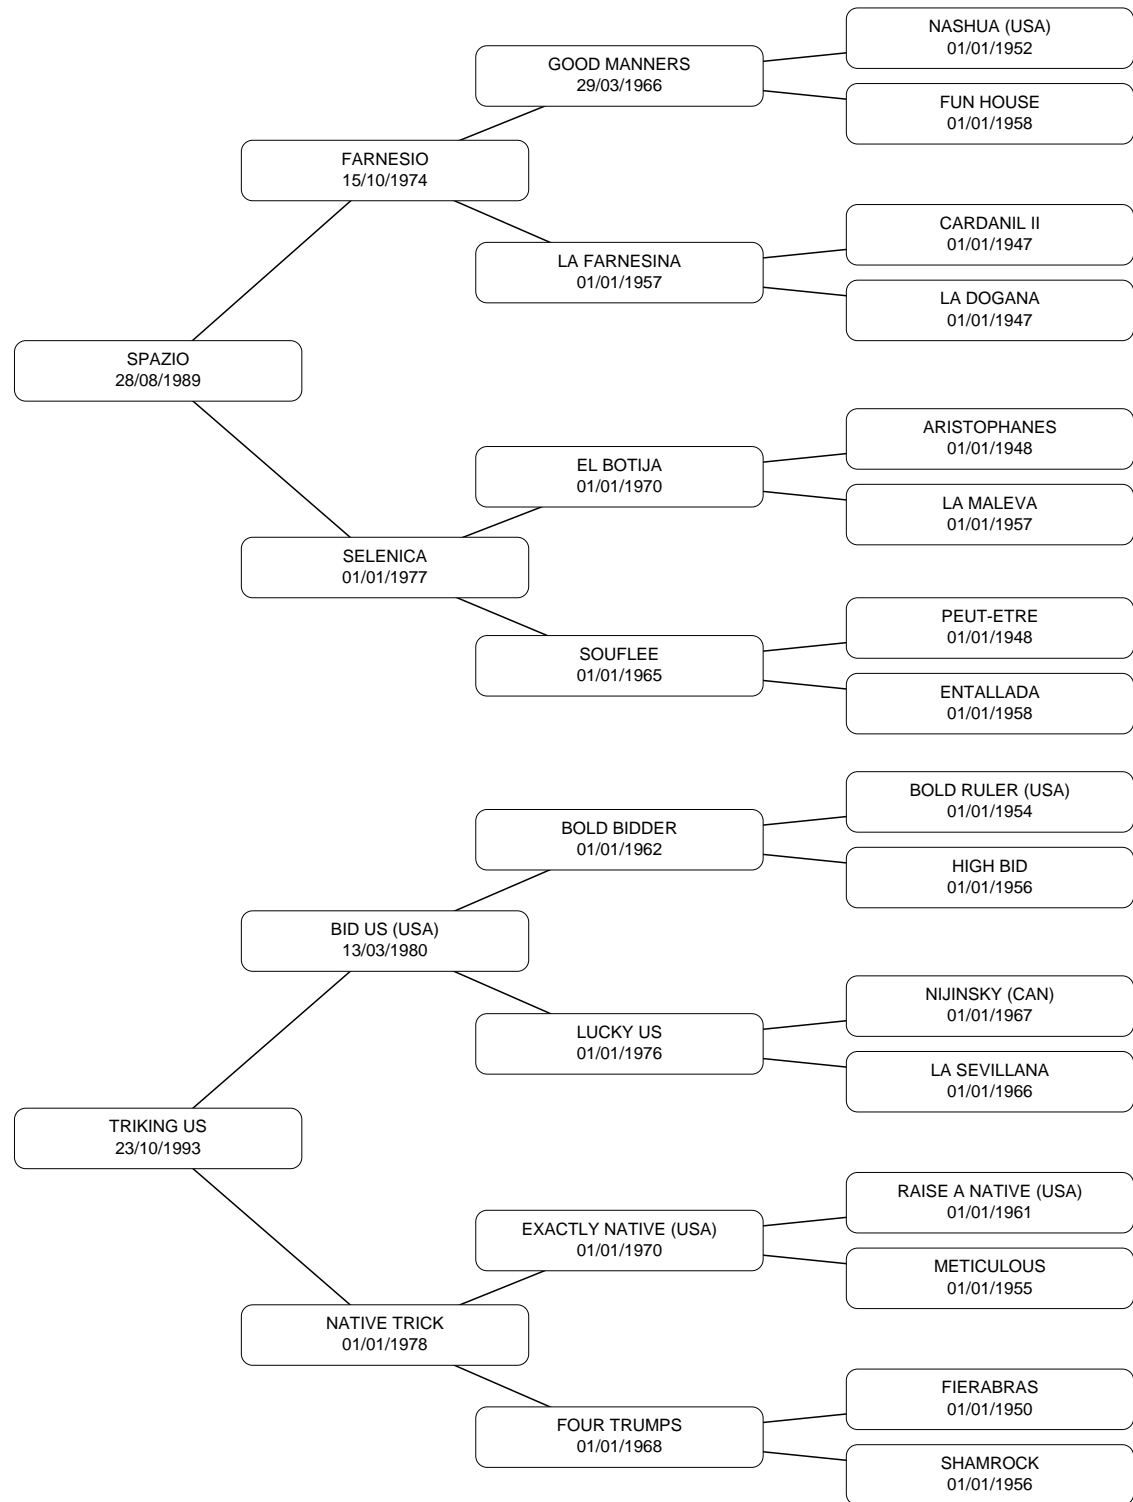 NASHUA (USA)
01/01/1952
GOOD MANNERS
29/03/1966
FUN HOUSE
01/01/1958
FARNESIO
15/10/1974
CARDANIL II
01/01/1947
LA FARNESINA
01/01/1957
LA DOGANA
01/01/1947
SPAZIO
28/08/1989
ARISTOPHANES
01/01/1948
EL BOTIJA
01/01/1970
LA MALEVA
01/01/1957
SELENICA
01/01/1977
PEUT-ETRE
01/01/1948
SOUFLEE
01/01/1965
ENTALLADA
01/01/1958
BOLD RULER (USA)
01/01/1954
BOLD BIDDER
01/01/1962
HIGH BID
01/01/1956
BID US (USA)
13/03/1980
NIJINSKY (CAN)
01/01/1967
LUCKY US
01/01/1976
LA SEVILLANA
01/01/1966
TRIKING US
23/10/1993
RAISE A NATIVE (USA)
01/01/1961
EXACTLY NATIVE (USA)
01/01/1970
METICULOUS
01/01/1955
NATIVE TRICK
01/01/1978
FIERABRAS
01/01/1950
FOUR TRUMPS
01/01/1968
SHAMROCK
01/01/1956